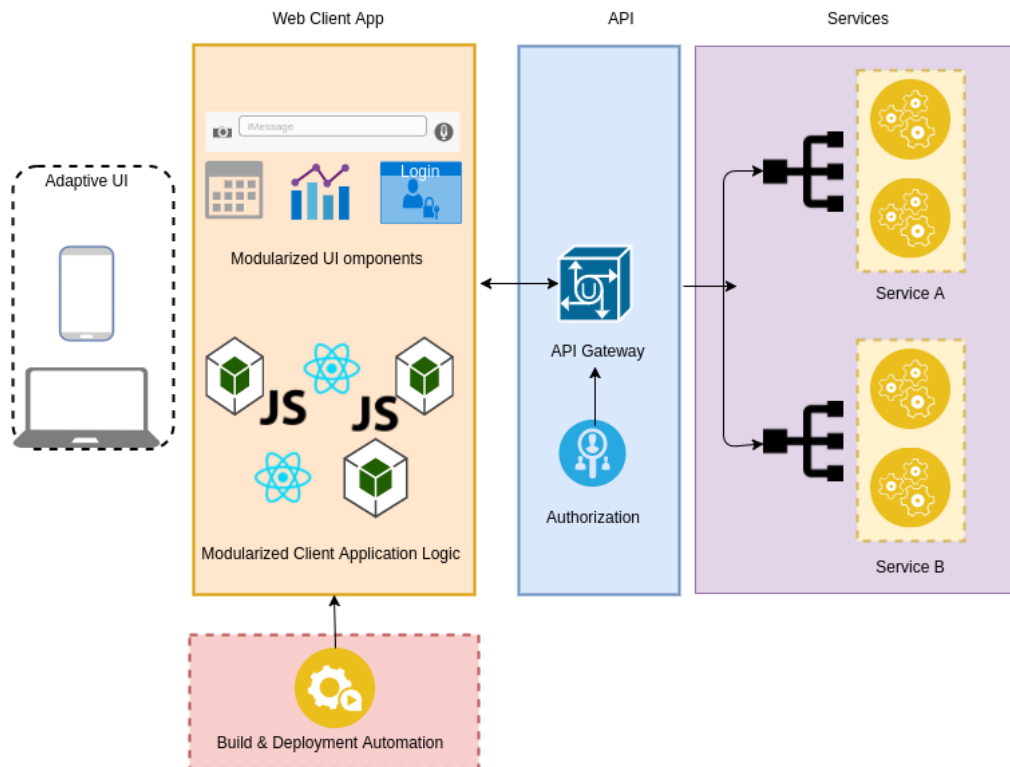 Web Client App
API
Services
iMessage
Adaptive UI
Login
Modularized UI omponents
U
Service A
API Gateway
JS
JS
Authorization
Modularized Client Application Logic
Service B
Build & Deployment Automation